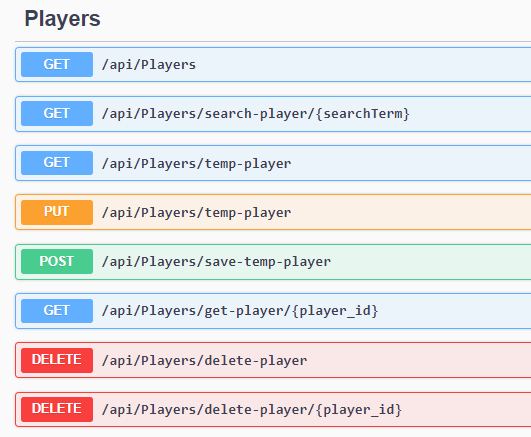 Players
GET /api/Players
GET /api/Players/search-player/{searchTerm}
GET /api/Players/temp-player
PUT /api/Players/temp-player
POST /api/Players/save-temp-player
GET /api/Players/get-player/{player_id}
DELETE /api/Players/delete-player
DELETE /api/Players/delete-player/{player_id}